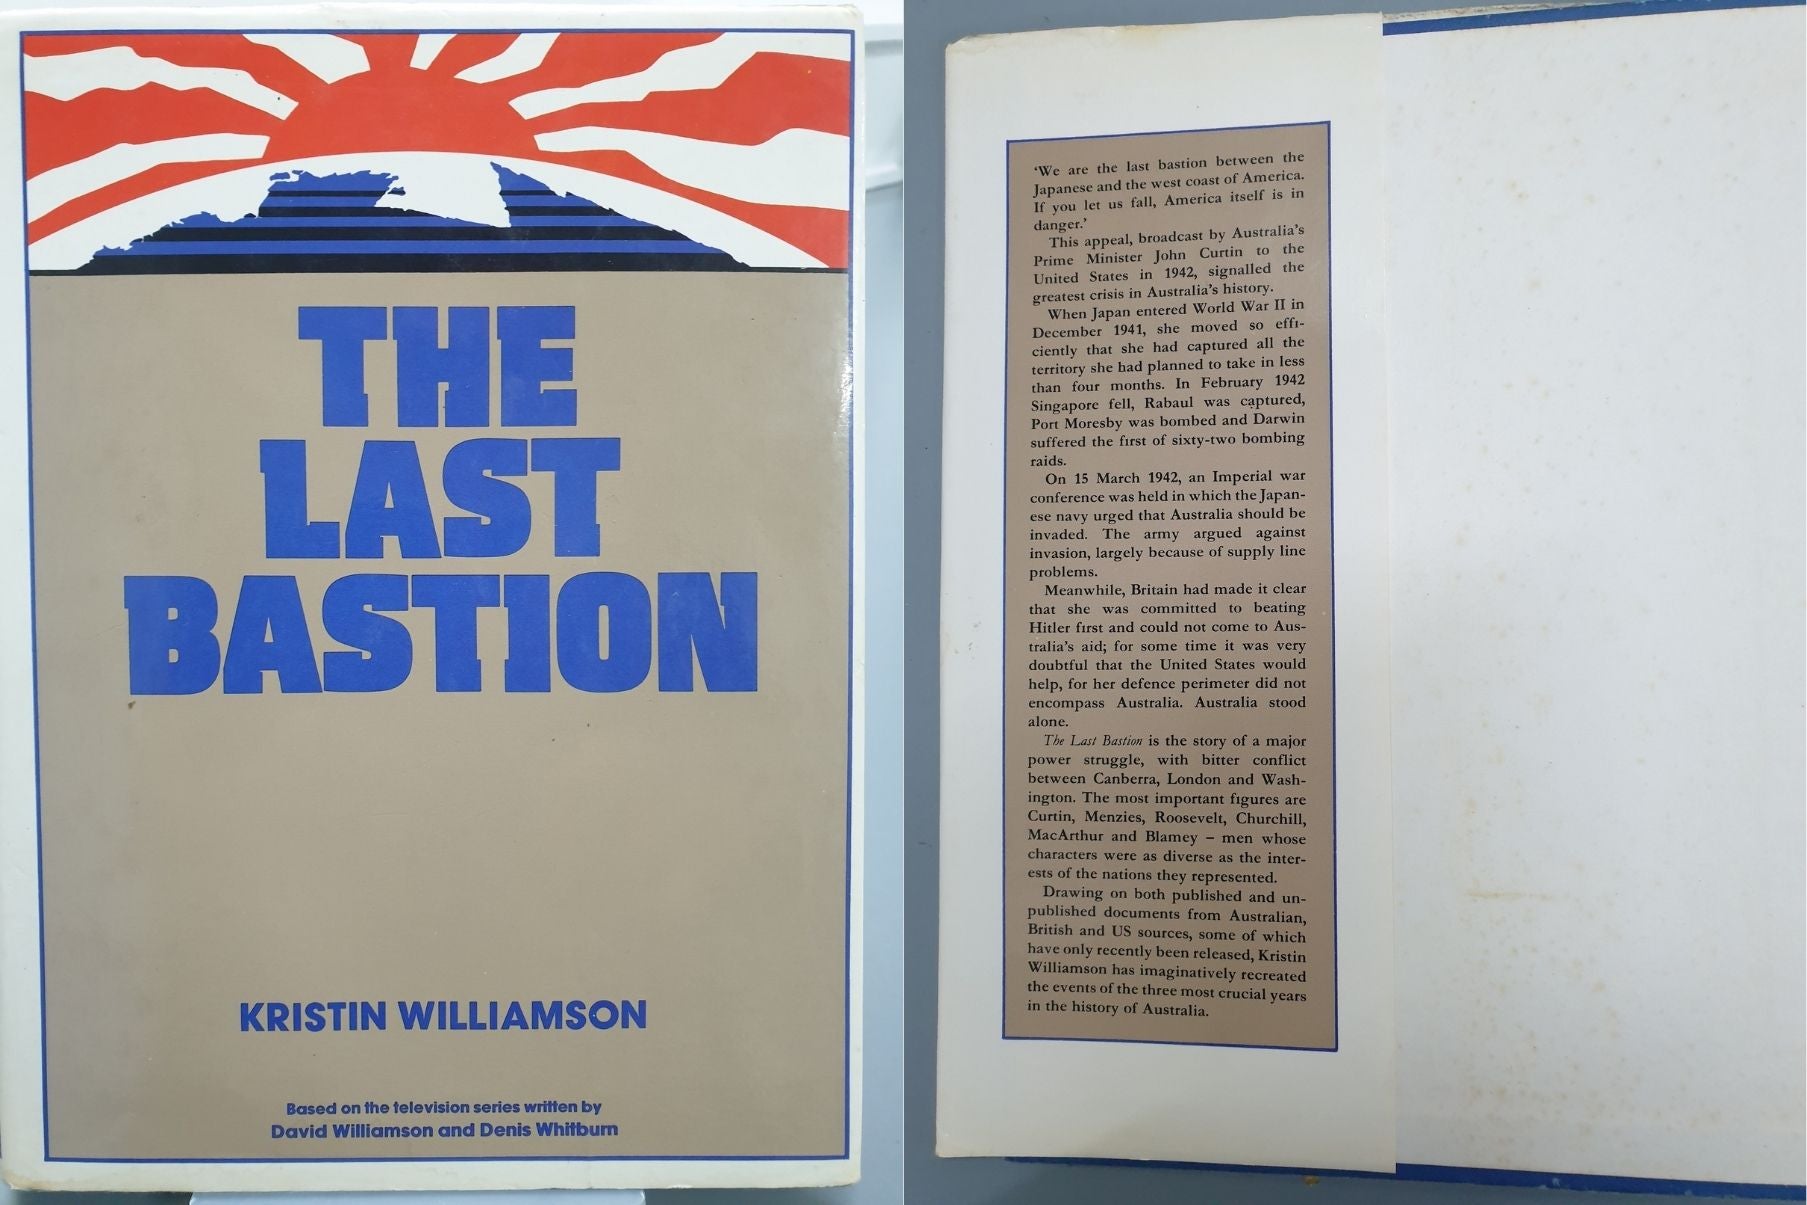 THE
LAST
BASTION
KRISTIN WILLIAMSON
Based on the television series written by
David Williamson and Denis Whitburn
‘We are the last bastion between the
Japanese and the west coast of America.
If you let us fall, America itself is in
danger.’
This appeal, broadcast by Australia’s
Prime Minister John Curtin to the
United States in 1942, signalled the
greatest crisis in Australia’s history.
When Japan entered World War II in
December 1941, she moved so effi-
ciently that she had captured all the
territory she had planned to take in less
than four months. In February 1942
Singapore fell, Rabaul was captured,
Port Moresby was bombed and Darwin
suffered the first of sixty-two bombing
raids.
On 15 March 1942, an Imperial war
conference was held in which the Japan-
ese navy urged that Australia should be
invaded. The army argued against
invasion, largely because of supply line
problems.
Meanwhile, Britain had made it clear
that she was committed to beating
Hitler first and could not come to Aus-
tralia’s aid; for some time it was very
doubtful that the United States would
help, for her defence perimeter did not
encompass Australia. Australia stood
alone.
The Last Bastion is the story of a major
power struggle, with bitter conflict
between Canberra, London and Wash-
ington. The most important figures are
Curtin, Menzies, Roosevelt, Churchill,
MacArthur and Blamey – men whose
characters were as diverse as the inter-
ests of the nations they represented.
Drawing on both published and un-
published documents from Australian,
British and US sources, some of which
have only recently been released, Kristin
Williamson has imaginatively recreated
the events of the three most crucial years
in the history of Australia.